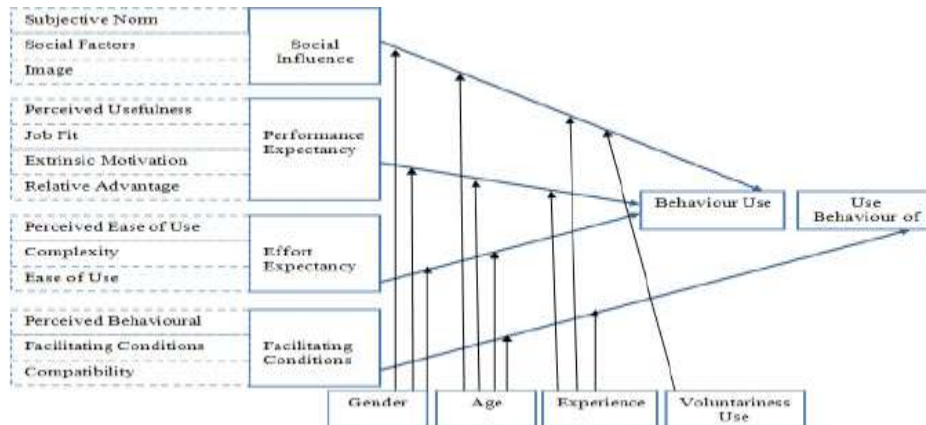 Subjective Norm
Social Factors
Image
Social
Influence
Perceived Usefulness
Job Fit
Extrinsic Motivation
Relative Advantage
Performance
Expectancy
Perceived Ease of Use
Complexity
Ease of Use
Effort
Expectancy
Perceived Behavioural
Facilitating Conditions
Compatibility
Facilitating
Conditions
Behaviour Use
Use
Behaviour of
Gender
Age
Experience
Voluntariness
Use